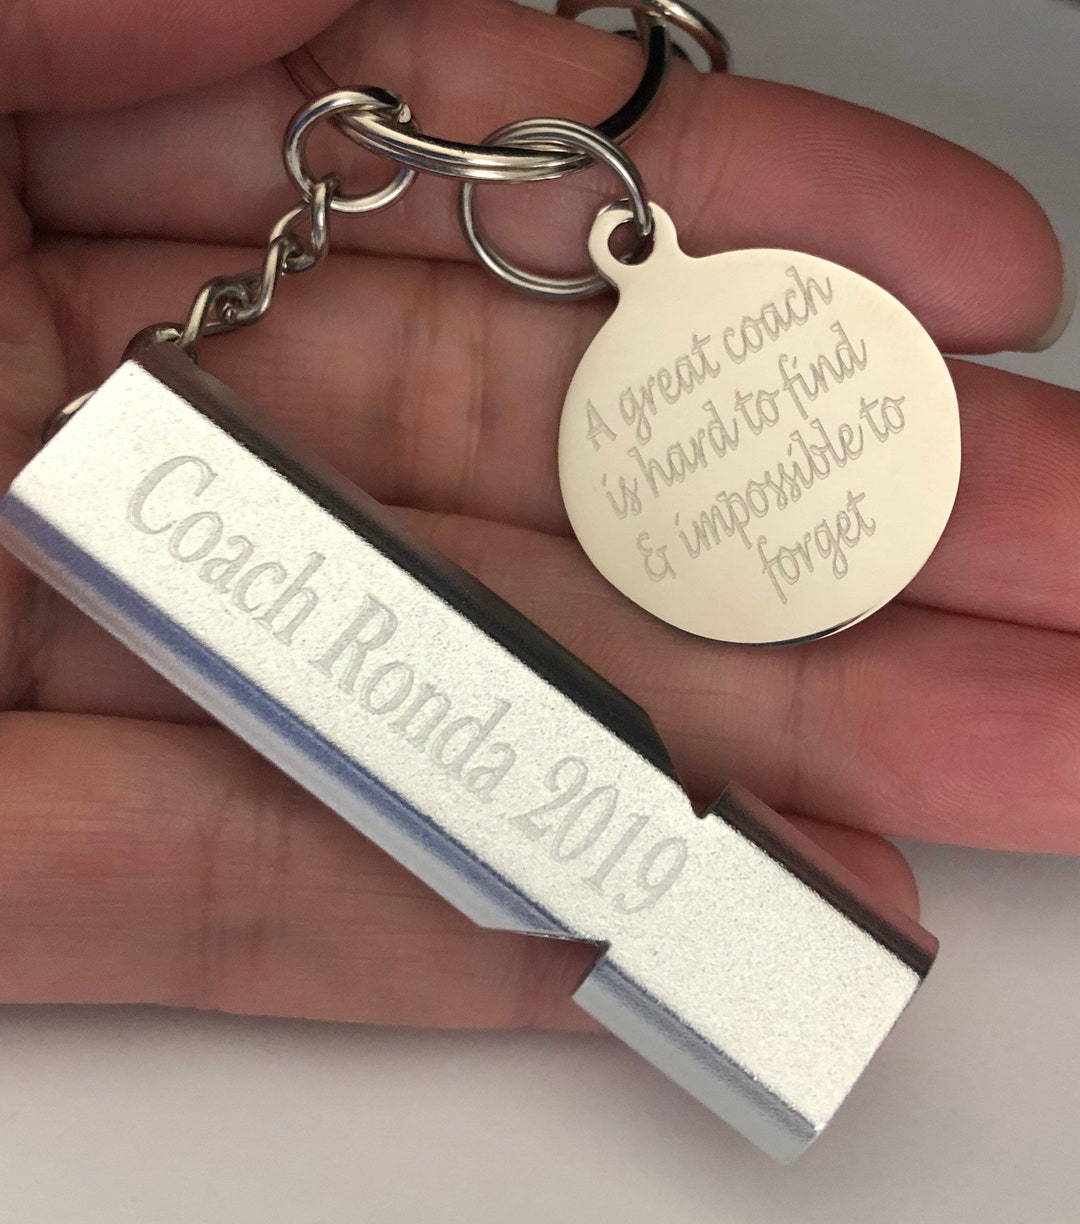 A great coach
is hard to find
& impossible to
forget
Coach Ronda 2019